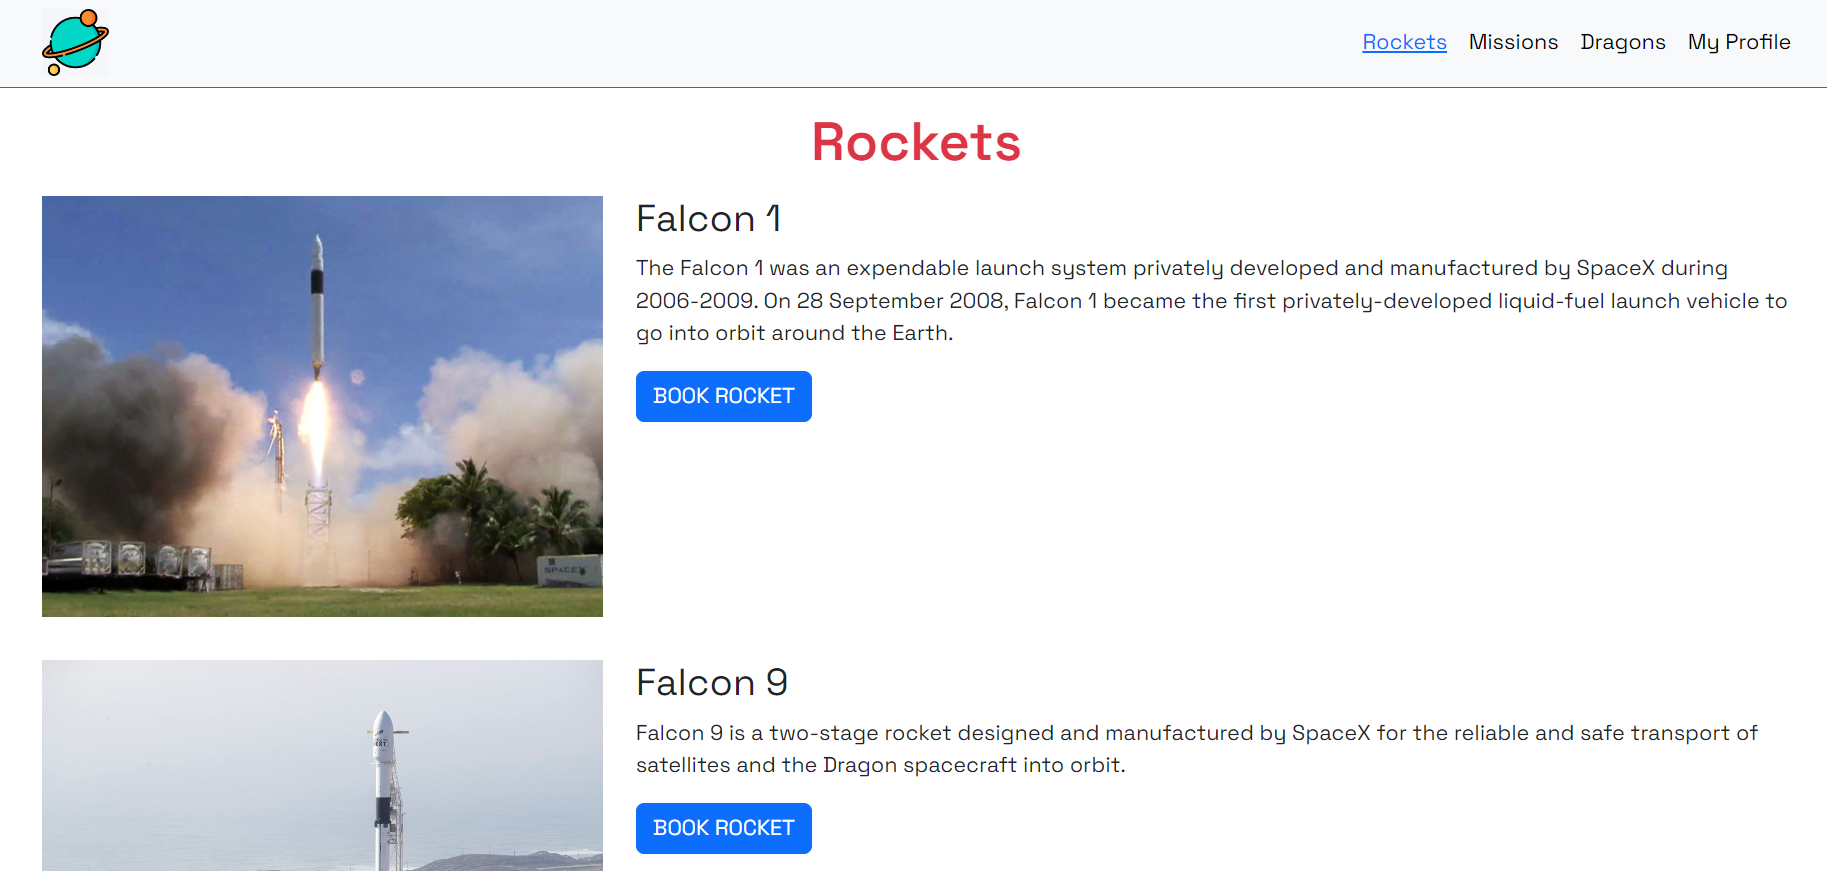 Rockets Missions Dragons My Profile
Rockets
Falcon 1
The Falcon 1 was an expendable launch system privately developed and manufactured by SpaceX during
2006-2009. On 28 September 2008, Falcon 1 became the first privately-developed liquid-fuel launch vehicle to
go into orbit around the Earth.
BOOK ROCKET
SPACEX
Falcon 9
Falcon 9 is a two-stage rocket designed and manufactured by SpaceX for the reliable and safe transport of
satellites and the Dragon spacecraft into orbit.
BOOK ROCKET